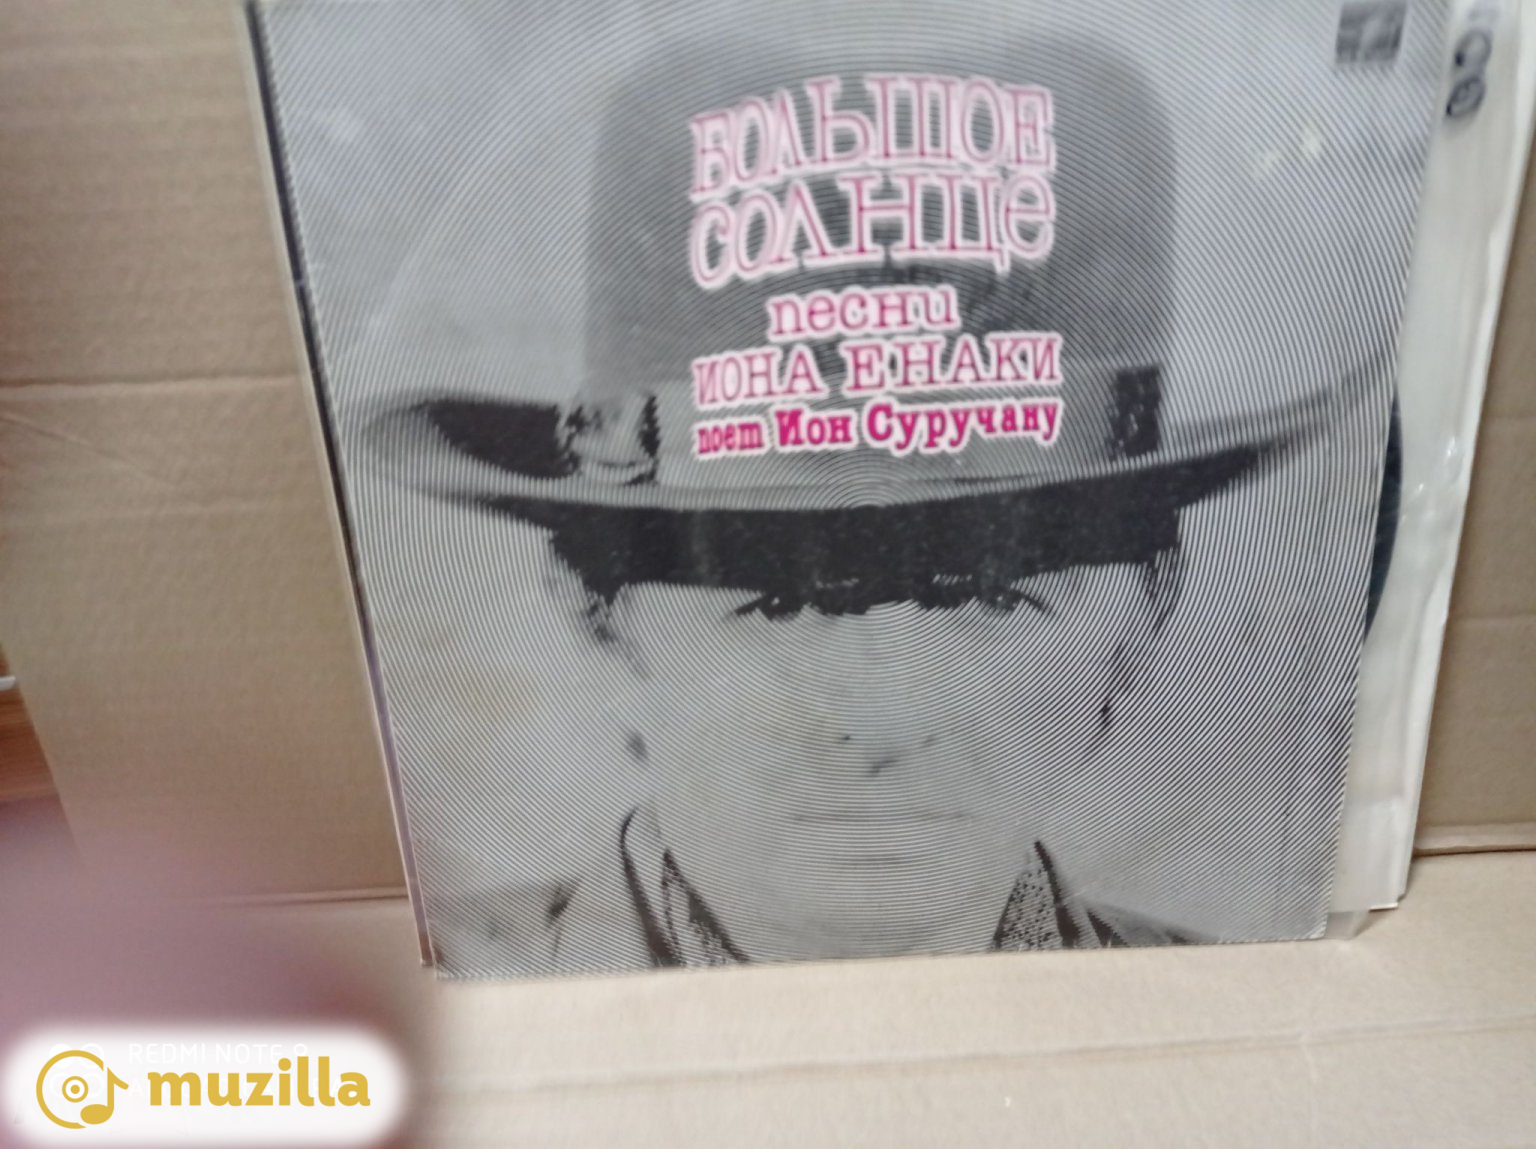 БОЛЬШОЕ
СОЛНЦе
песни
ИОНА ЕНАКИ
поет Ион Суручану
REDMI NOTE 8
muzilla